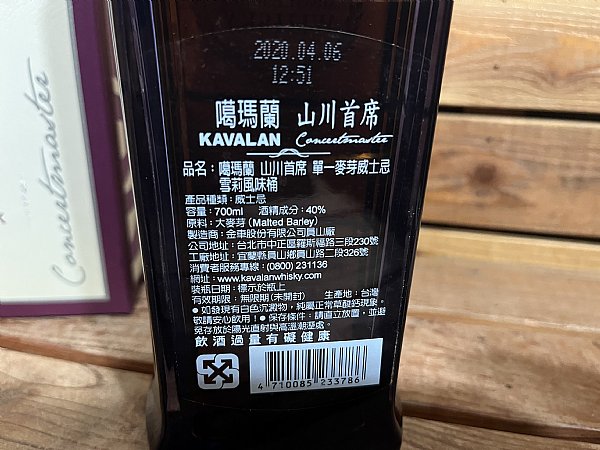 Concertmaster
2020.04.06
12:51
噶瑪蘭 山川首席
KAVALAN Concertmaster
品名：噶瑪蘭 山川首席 單一麥芽威士忌
雪莉風味桶
產品種類：威士忌
容量：700ml 酒精成分：40%
原料：大麥芽 (Malted Barley)
製造商：金車股份有限公司員山廠
公司地址：台北市中正區羅斯福路三段230號
工廠地址：宜蘭縣員山鄉員山路二段326號
消費者服務專線：(0800) 231136
網址：www.kavalanwhisky.com
裝瓶日期：標示於瓶上
有效期限：無限期(未開封) 生產地：台灣
●如發現有白色沉澱物，純屬正常草酸鈣現象，
敬請安心飲用！●保存條件：請直立放置，並避
免存放於陽光直射與高溫潮溼處。
飲酒過量有礙健康
4 710085 233786